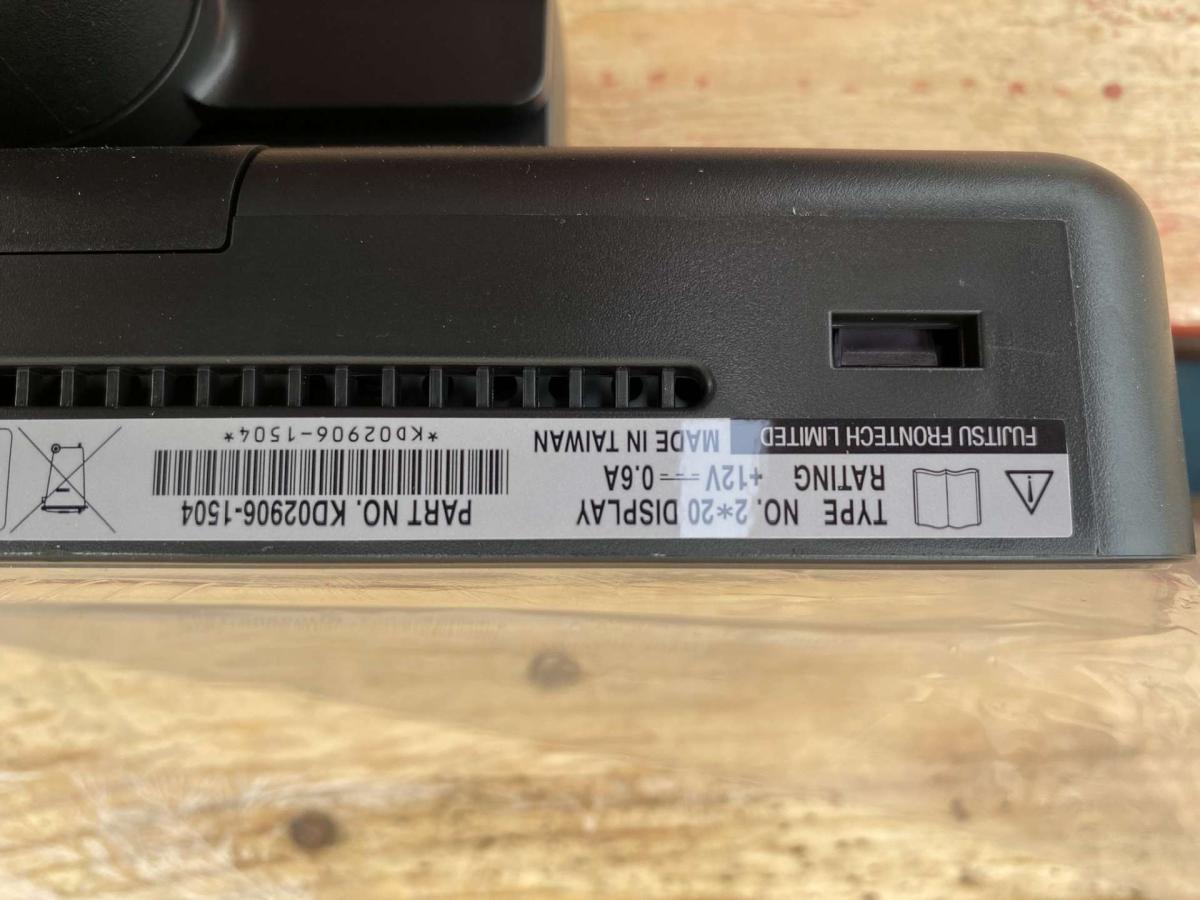 TYPE NO. 2*20 DISPLAY
RATING +12V 0.6A
FUJITSU FRONTECH LIMITED
MADE IN TAIWAN
PART NO. KD02906-1504
*KD02906-1504*